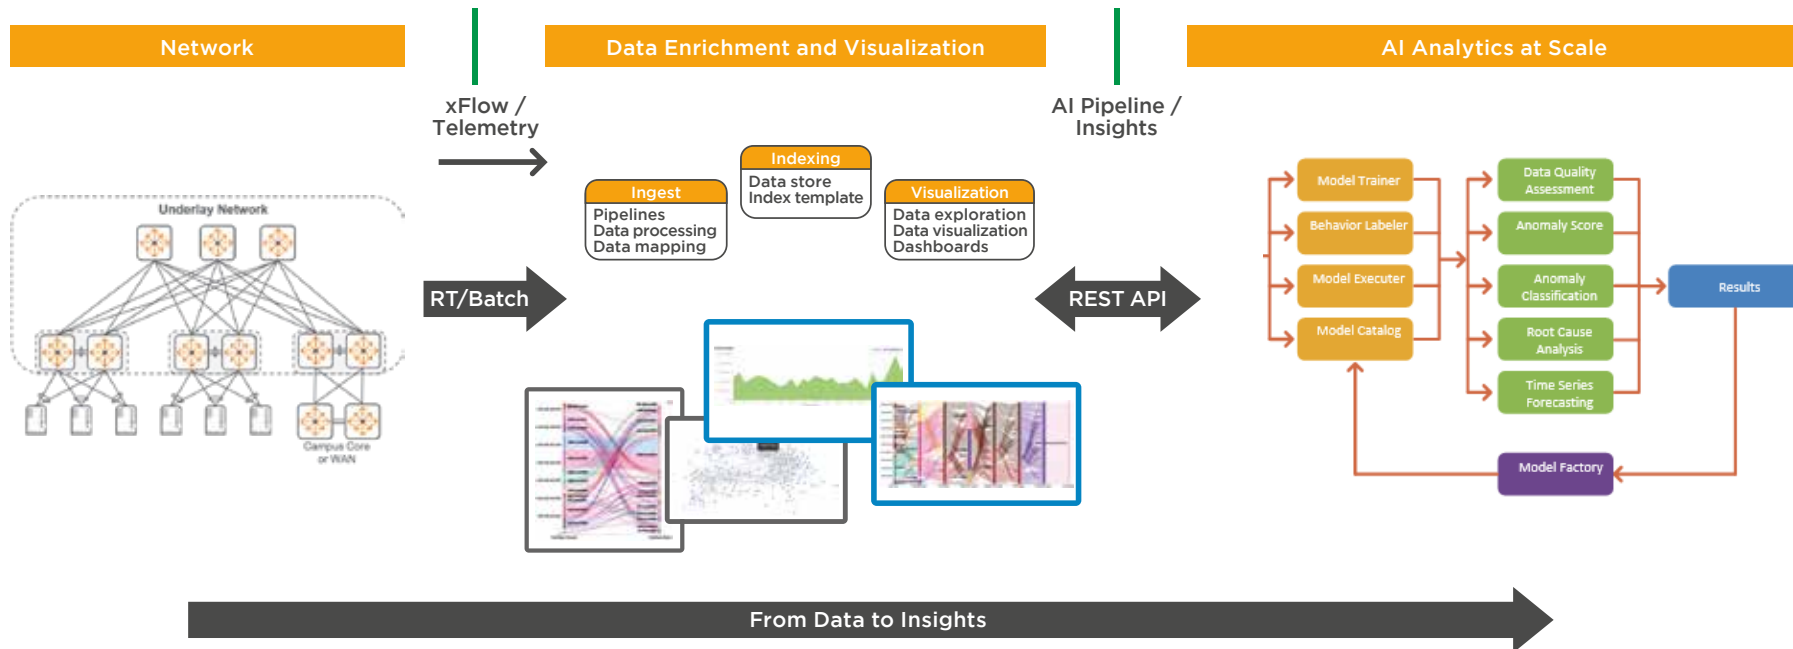 Network
Data Enrichment and Visualization
AI Analytics at Scale
xFlow /
Telemetry
AI Pipeline /
Insights
Underlay Network
Campus Core
or WAN
RT/Batch
Ingest
Pipelines
Data processing
Data mapping
Indexing
Data store
Index template
Visualization
Data exploration
Data visualization
Dashboards
REST API
Model Trainer
Behavior Labeler
Model Executer
Model Catalog
Data Quality
Assessment
Anomaly Score
Anomaly
Classification
Root Cause
Analysis
Time Series
Forecasting
Results
Model Factory
From Data to Insights